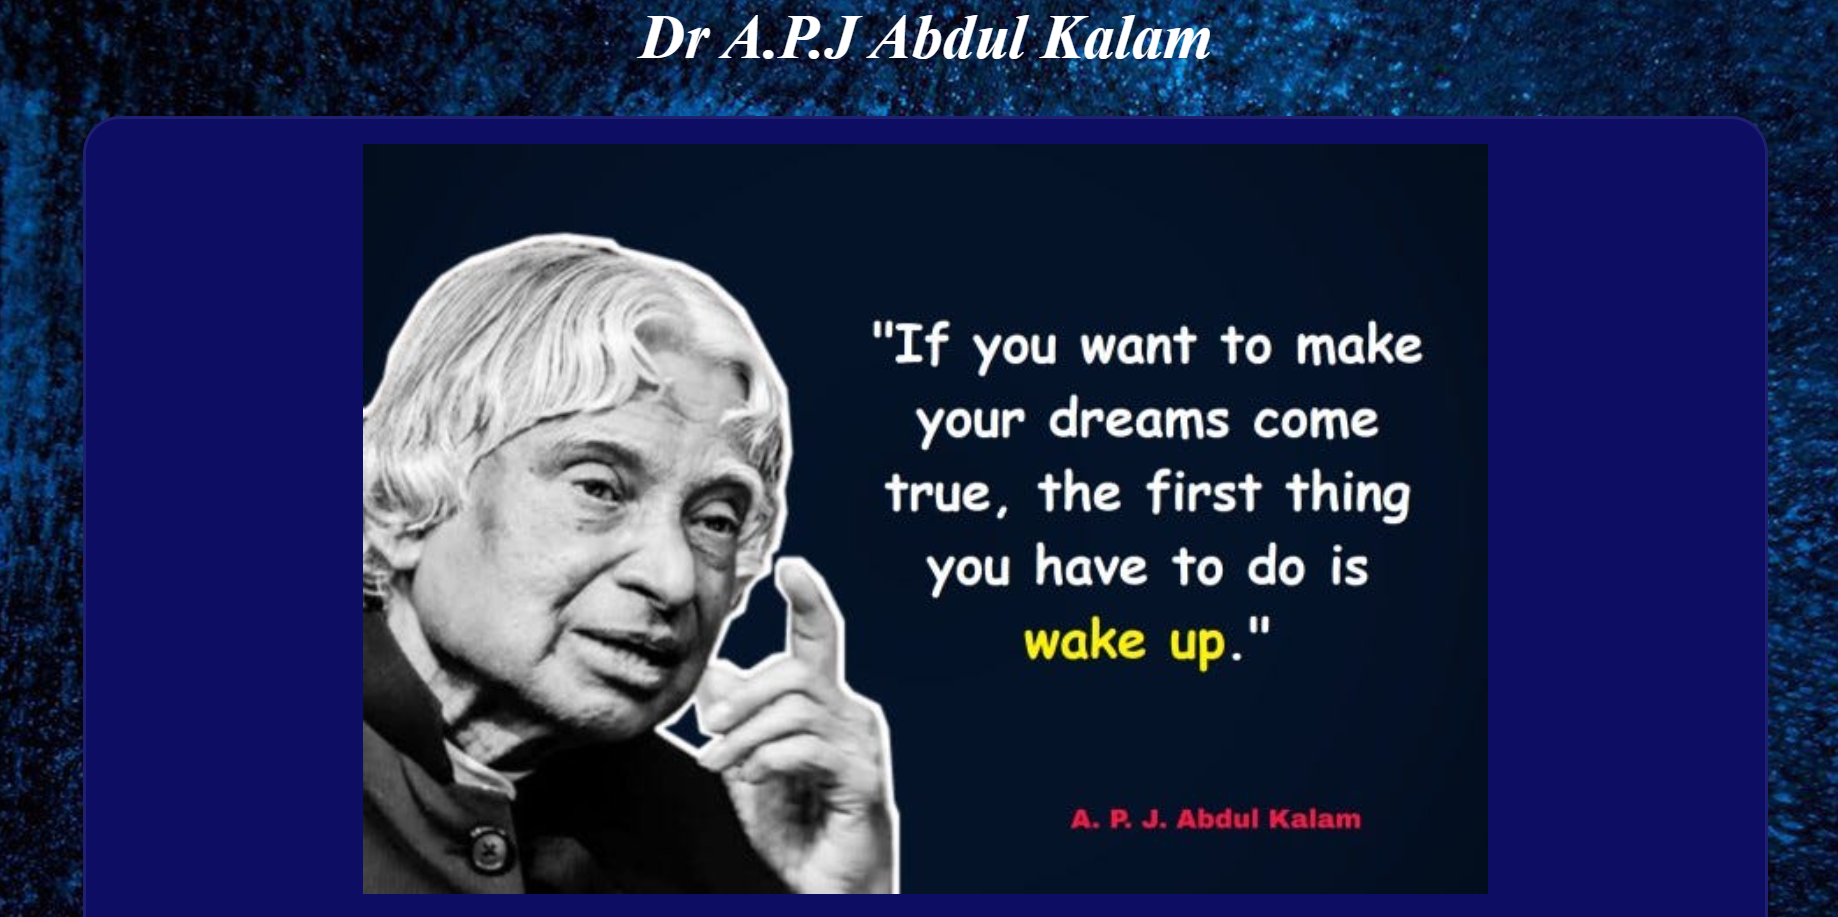 Dr A.P.J Abdul Kalam
"If you want to make
your dreams come
true, the first thing
you have to do is
wake up."
A. P. J. Abdul Kalam